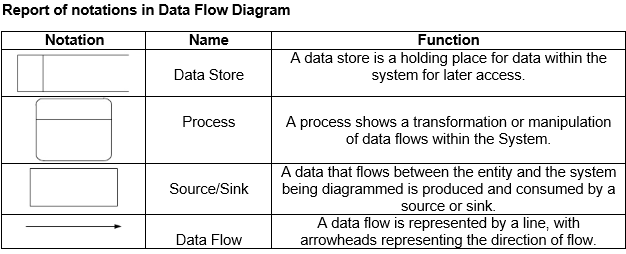 Report of notations in Data Flow Diagram
Notation Name Function
Data Store A data store is a holding place for data within the
system for later access.
Process A process shows a transformation or manipulation
of data flows within the System.
A data that flows between the entity and the system
Source/Sink being diagrammed is produced and consumed by a
source or sink.
A data flow is represented by a line, with
Data Flow arrowheads representing the direction of flow.